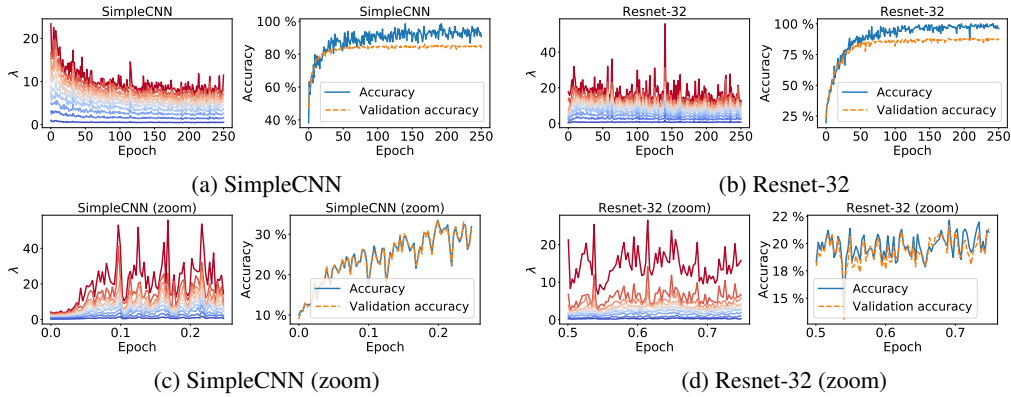 SimpleCNN
λ
20
10
0
0 50 100 150 200 250
Epoch
SimpleCNN
Accuracy
100 %
80 %
60 %
40 %
0 50 100 150 200 250
Epoch
Accuracy
Validation accuracy
(a) SimpleCNN
Resnet-32
λ
40
20
0
0 50 100 150 200 250
Epoch
Resnet-32
Accuracy
100 %
75 %
50 %
25 %
0 50 100 150 200 250
Epoch
Accuracy
Validation accuracy
(b) Resnet-32
SimpleCNN (zoom)
λ
40
20
0
0.0 0.1 0.2
Epoch
SimpleCNN (zoom)
Accuracy
30 %
20 %
10 %
0.0 0.1 0.2
Epoch
Accuracy
Validation accuracy
(c) SimpleCNN (zoom)
Resnet-32 (zoom)
λ
20
10
0
0.5 0.6 0.7
Epoch
Resnet-32 (zoom)
Accuracy
22 %
20 %
18 %
15 %
0.5 0.6 0.7
Epoch
Accuracy
Validation accuracy
(d) Resnet-32 (zoom)